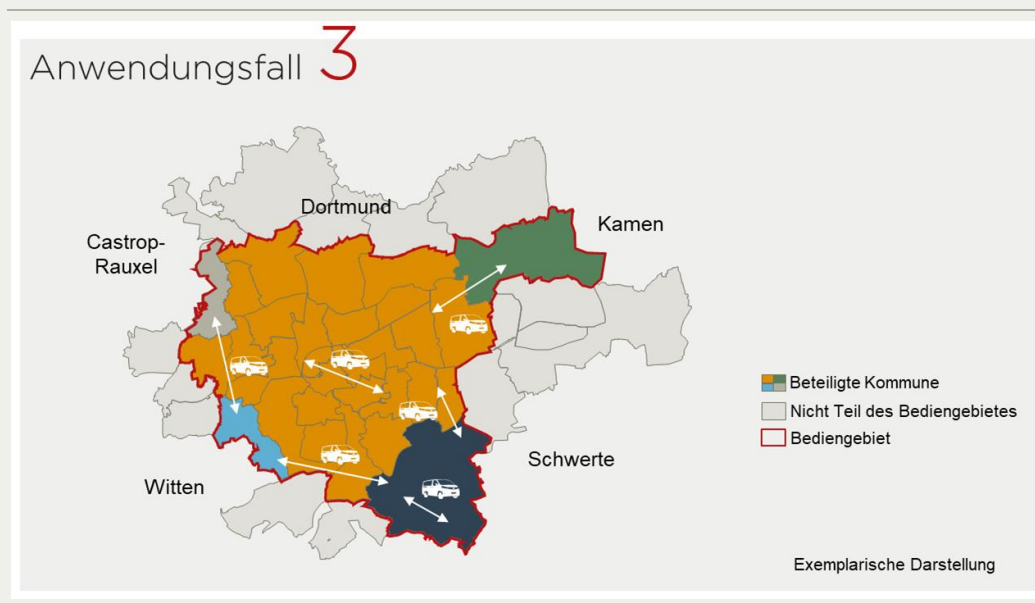 Anwendungsfall 3
Dortmund
Kamen
Castrop-
Rauxel
Beteiligte Kommune
Nicht Teil des Bediengebietes
Bediengebiet
Schwerte
Witten
Exemplarische Darstellung